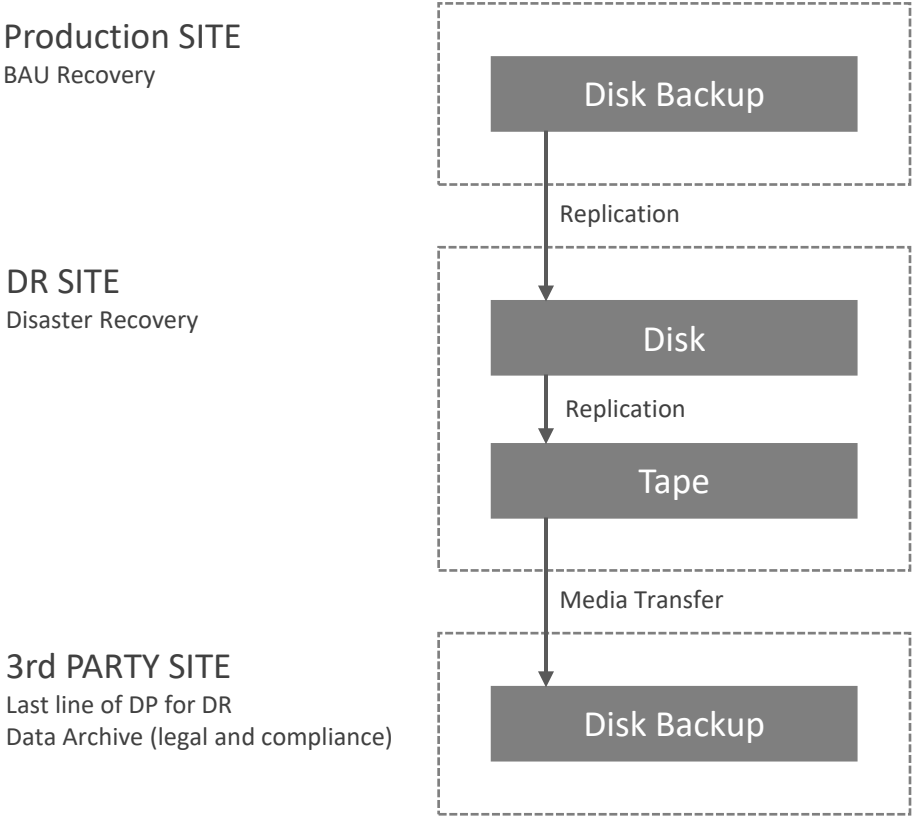 Production SITE
BAU Recovery
Disk Backup
Replication
DR SITE
Disaster Recovery
Disk
Replication
Tape
Media Transfer
3rd PARTY SITE
Last line of DP for DR
Data Archive (legal and compliance)
Disk Backup